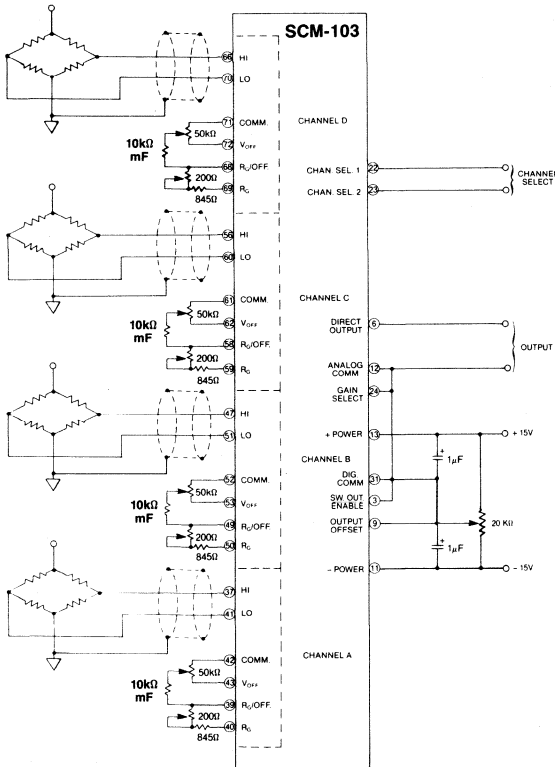 SCM-103
66 HI
70 LO
71 COMM. CHANNEL D
50kΩ
10kΩ
mF
72 VOFF
68 RG/OFF.
200Ω
69 RG
845Ω
CHAN. SEL. 1 22
CHAN. SEL. 2 23
CHANNEL
SELECT
56 HI
60 LO
61 COMM. CHANNEL C
50kΩ
10kΩ
mF
62 VOFF
58 RG/OFF.
200Ω
59 RG
845Ω
DIRECT
OUTPUT 6
OUTPUT
ANALOG
COMM 12
GAIN
SELECT 24
47 HI
51 LO
+ POWER 13 + 15V
CHANNEL B
+ 1µF
52 COMM.
50kΩ
10kΩ
mF
53 VOFF
49 RG/OFF.
200Ω
50 RG
845Ω
DIG.
COMM 31
SW. OUT
ENABLE 3
OUTPUT
OFFSET 9
20 KΩ
+ 1µF
- POWER 11 - 15V
37 HI
41 LO
42 COMM. CHANNEL A
50kΩ
10kΩ
mF
43 VOFF
39 RG/OFF.
200Ω
40 RG
845Ω